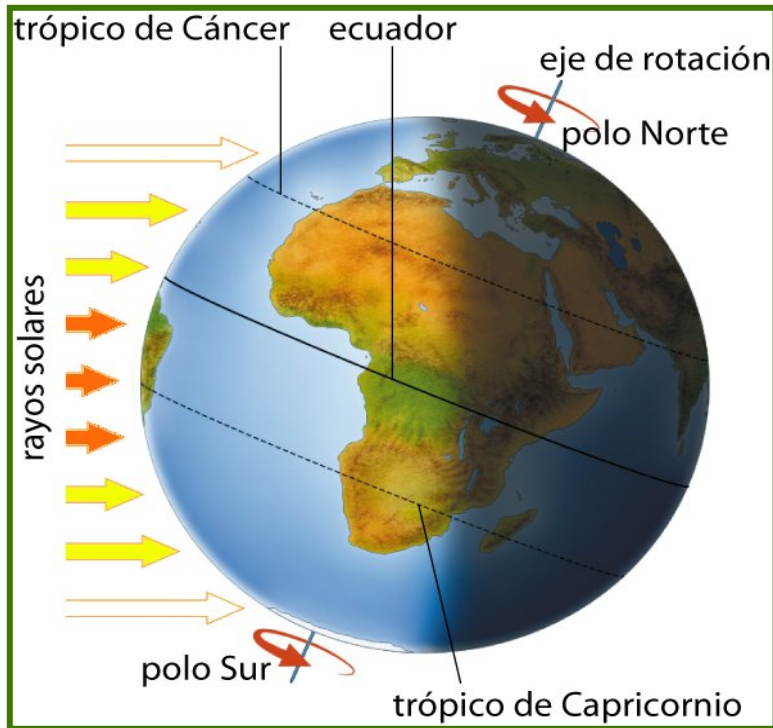 trópico de Cáncer
ecuador
eje de rotación
polo Norte
rayos solares
polo Sur
trópico de Capricornio